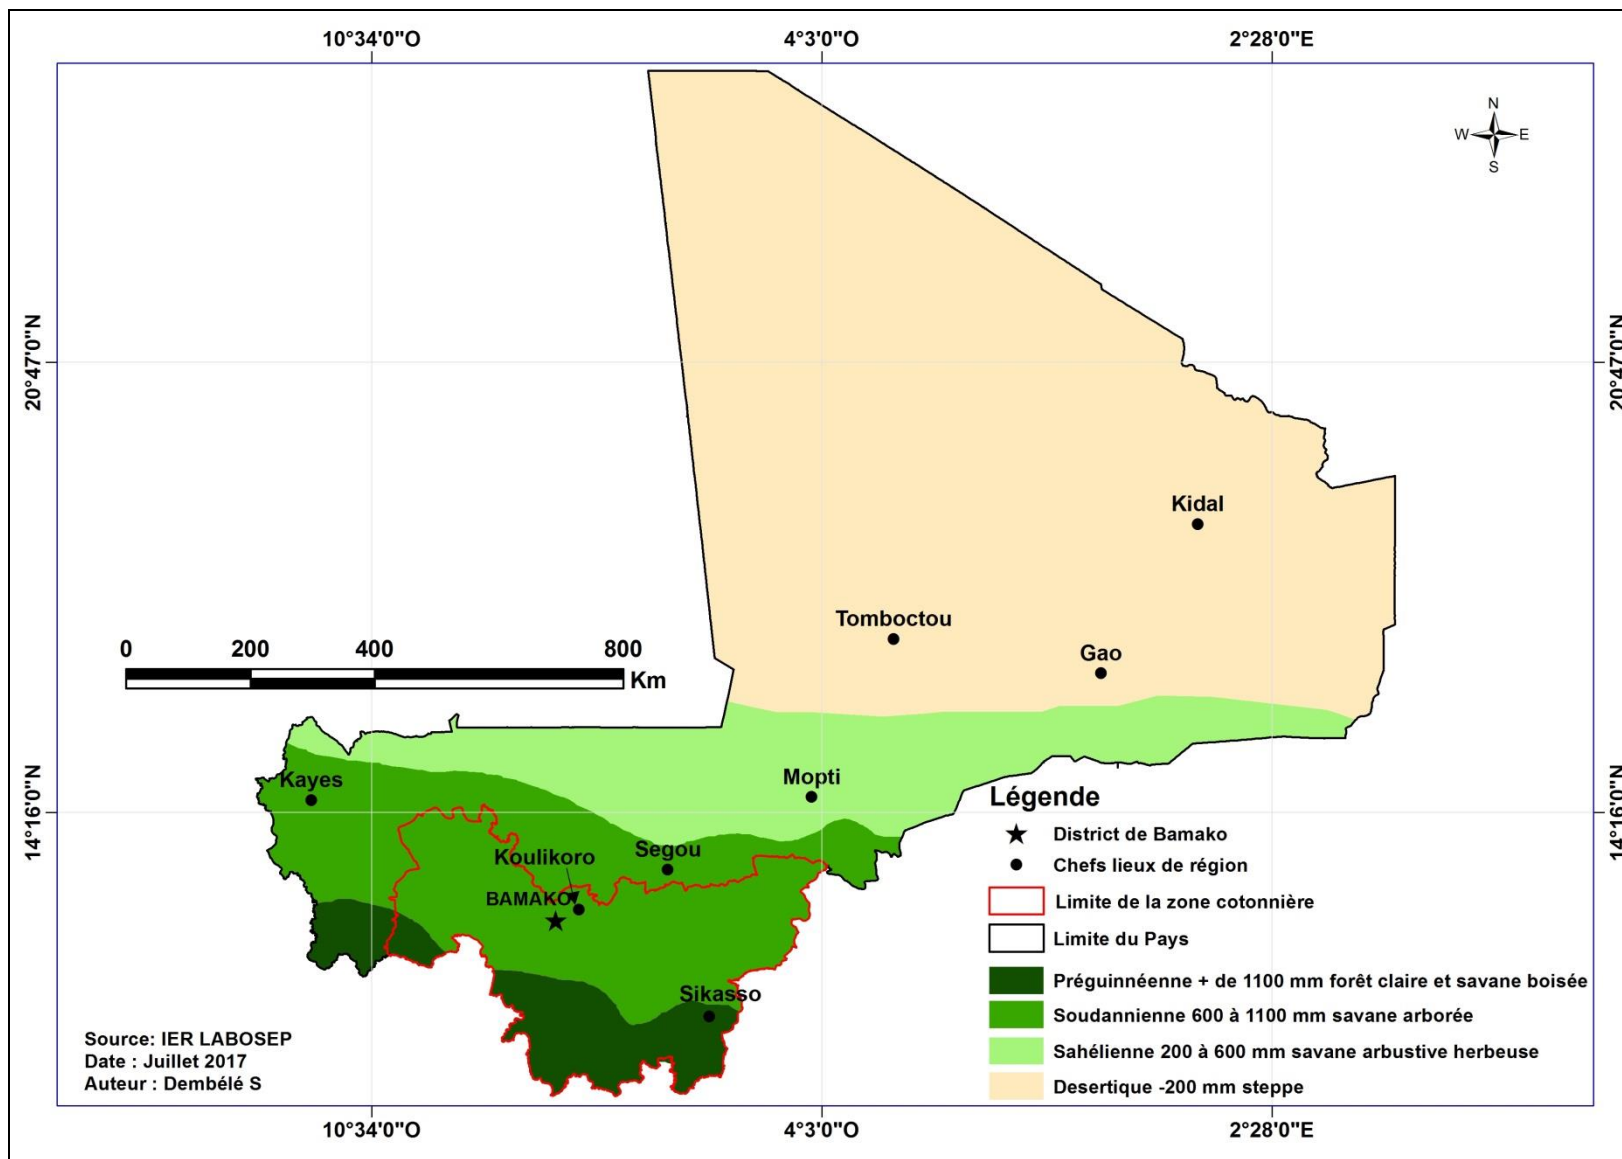 10°34'0"O
4°3'0"O
2°28'0"E
N
W
E
S
20°47'0"N
20°47'0"N
Kidal
Tomboctou
Gao
0
200
400
800
Km
Kayes
Mopti
14°16'0"N
14°16'0"N
Koulikoro
Segou
BAMAKO
Sikasso
Légende
District de Bamako
Chefs lieux de région
Limite de la zone cotonnière
Limite du Pays
Préguinnéenne + de 1100 mm forêt claire et savane boisée
Soudannienne 600 à 1100 mm savane arborée
Sahélienne 200 à 600 mm savane arbustive herbeuse
Desertique -200 mm steppe
Source: IER LABOSEP
Date : Juillet 2017
Auteur : Dembélé S
10°34'0"O
4°3'0"O
2°28'0"E